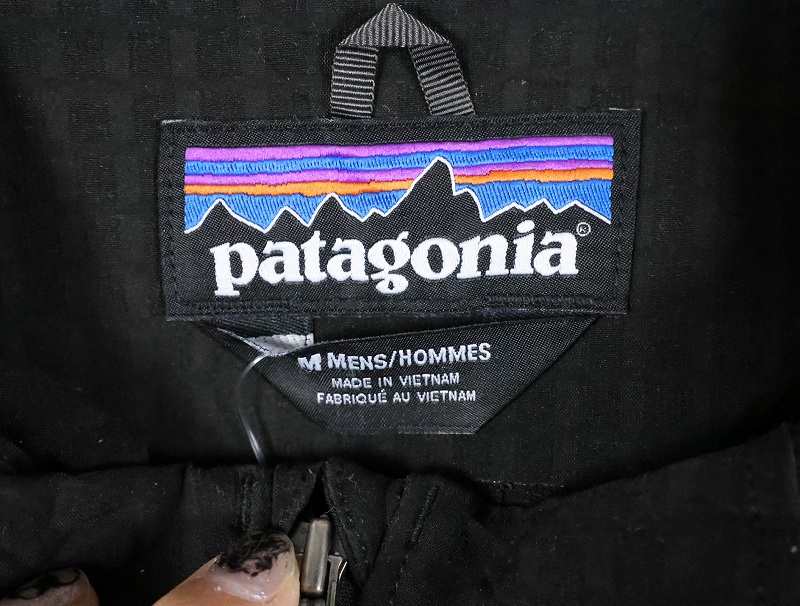 patagonia®
M MENS/HOMMES
MADE IN VIETNAM
FABRIQUÉ AU VIETNAM